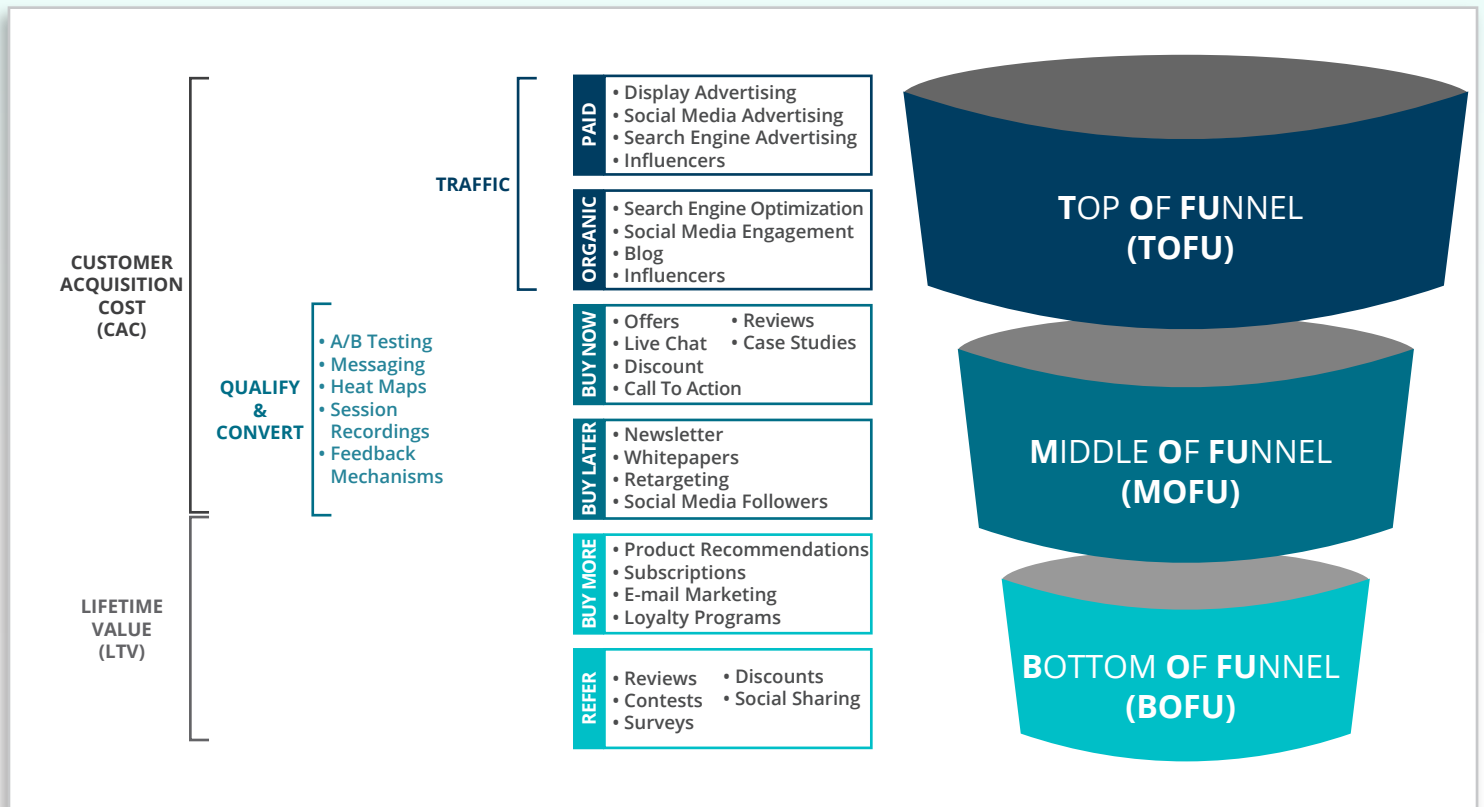 CUSTOMER
ACQUISITION
COST
(CAC)
LIFETIME
VALUE
(LTV)
TRAFFIC
QUALIFY
&
CONVERT
• A/B Testing
• Messaging
• Heat Maps
• Session
Recordings
• Feedback
Mechanisms
PAID
• Display Advertising
• Social Media Advertising
• Search Engine Advertising
• Influencers
ORGANIC
• Search Engine Optimization
• Social Media Engagement
• Blog
• Influencers
BUY NOW
• Offers
• Live Chat
• Discount
• Call To Action
• Reviews
• Case Studies
BUY LATER
• Newsletter
• Whitepapers
• Retargeting
• Social Media Followers
BUY MORE
• Product Recommendations
• Subscriptions
• E-mail Marketing
• Loyalty Programs
REFER
• Reviews
• Contests
• Surveys
• Discounts
• Social Sharing
TOP OF FUNNEL
(TOFU)
MIDDLE OF FUNNEL
(MOFU)
BOTTOM OF FUNNEL
(BOFU)